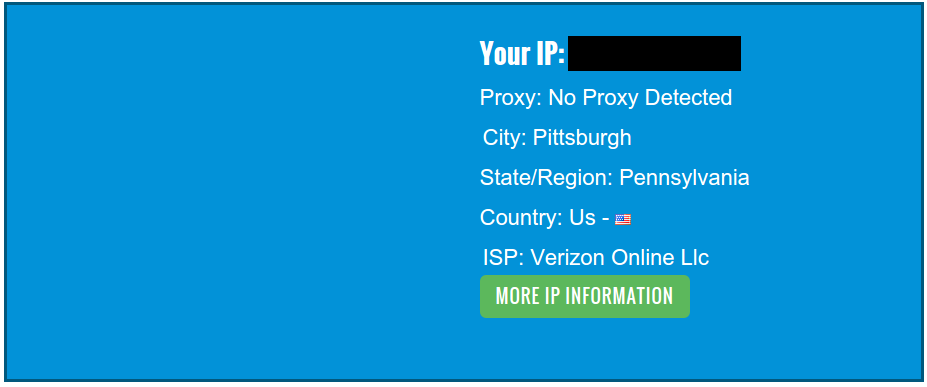 Your IP:
Proxy: No Proxy Detected
City: Pittsburgh
State/Region: Pennsylvania
Country: Us -
ISP: Verizon Online Llc
MORE IP INFORMATION